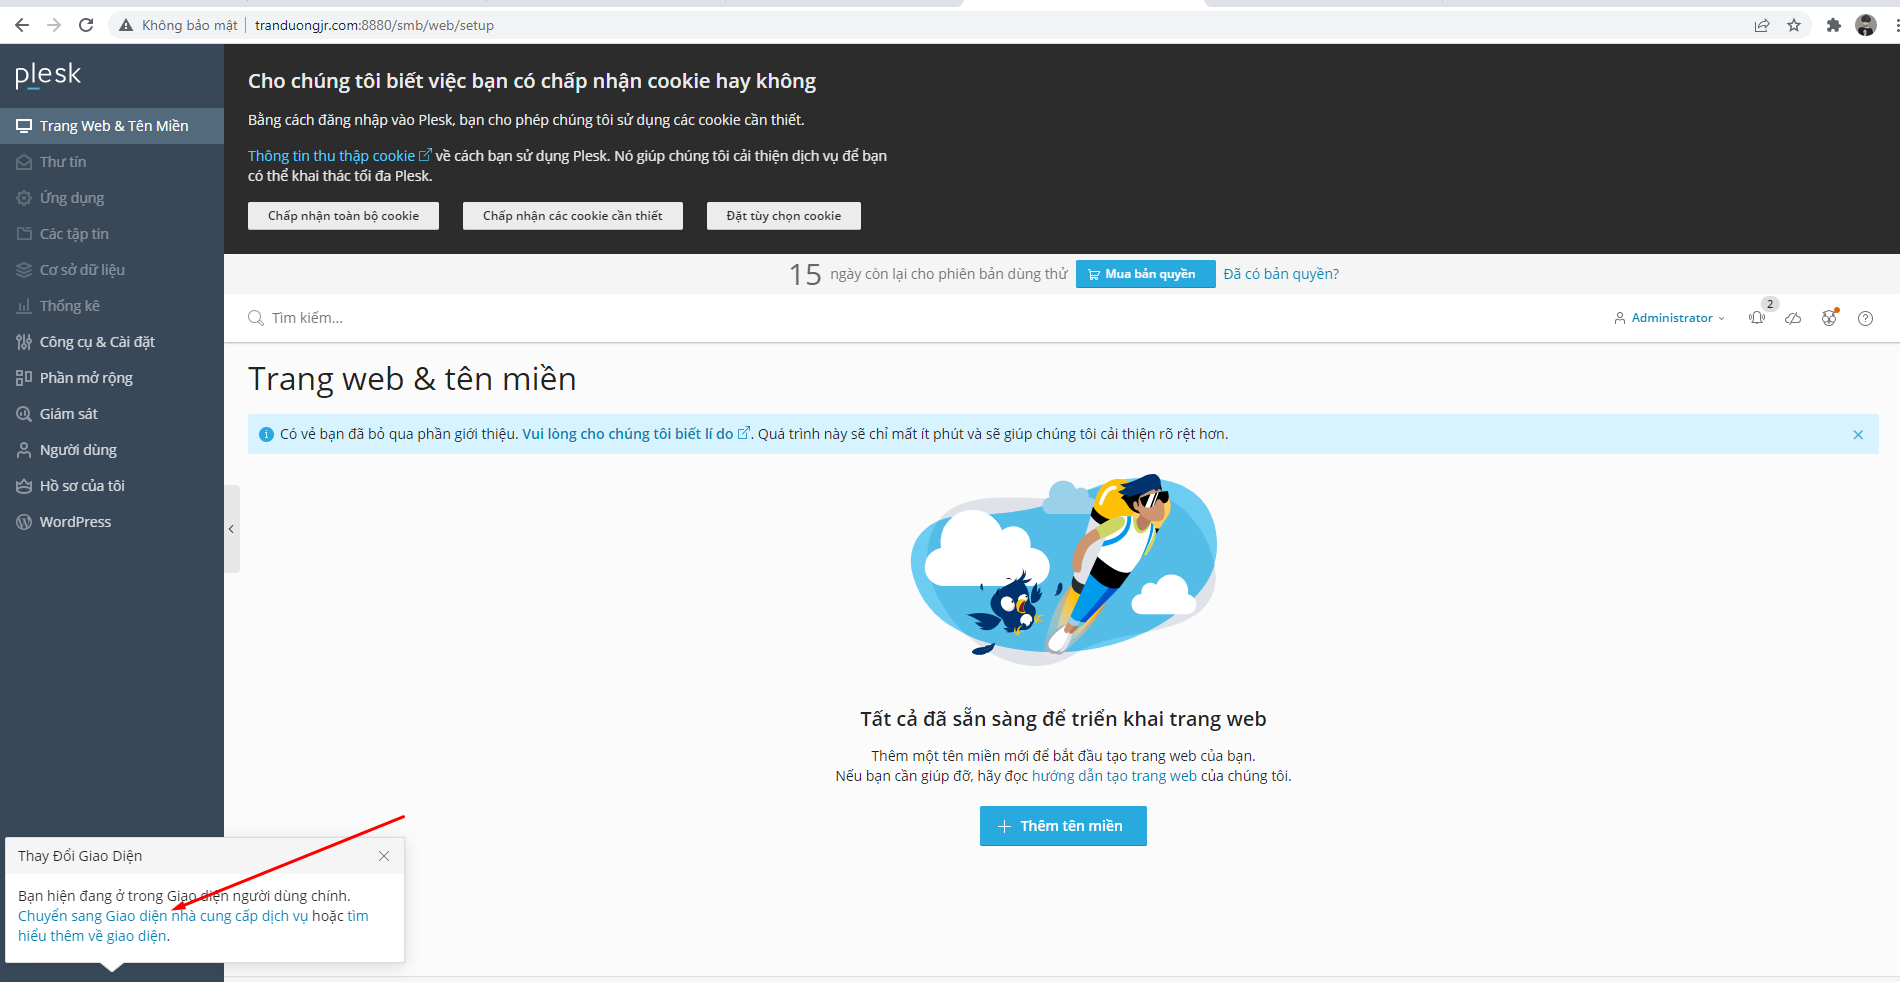 Không bảo mật
tranduongjr.com:8880/smb/web/setup
plesk
Trang Web & Tên Miền
Thư tín
Ứng dụng
Các tập tin
Cơ sở dữ liệu
Thống kê
Công cụ & Cài đặt
Phần mở rộng
Giám sát
Người dùng
Hồ sơ của tôi
WordPress
Cho chúng tôi biết việc bạn có chấp nhận cookie hay không
Bằng cách đăng nhập vào Plesk, bạn cho phép chúng tôi sử dụng các cookie cần thiết.
Thông tin thu thập cookie về cách bạn sử dụng Plesk. Nó giúp chúng tôi cải thiện dịch vụ để bạn
có thể khai thác tối đa Plesk.
Chấp nhận toàn bộ cookie
Chấp nhận các cookie cần thiết
Đặt tùy chọn cookie
15 ngày còn lại cho phiên bản dùng thử
Mua bản quyền
Đã có bản quyền?
Tìm kiếm...
Administrator
2
Trang web & tên miền
Có vẻ bạn đã bỏ qua phần giới thiệu. Vui lòng cho chúng tôi biết lí do. Quá trình này sẽ chỉ mất ít phút và sẽ giúp chúng tôi cải thiện rõ rệt hơn.
Tất cả đã sẵn sàng để triển khai trang web
Thêm một tên miền mới để bắt đầu tạo trang web của bạn.
Nếu bạn cần giúp đỡ, hãy đọc hướng dẫn tạo trang web của chúng tôi.
Thêm tên miền
Thay Đổi Giao Diện
Bạn hiện đang ở trong Giao diện người dùng chính.
Chuyển sang Giao diện nhà cung cấp dịch vụ hoặc tìm
hiểu thêm về giao diện.